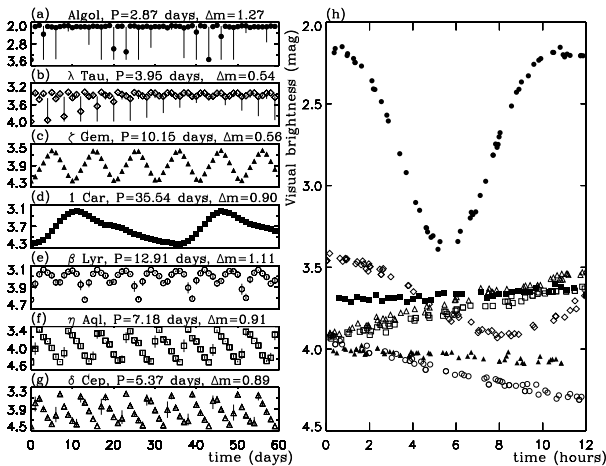 (a) Algol, P=2.87 days, Δm=1.27
2.0
2.8
3.6
(b) λ Tau, P=3.95 days, Δm=0.54
3.2
3.6
4.0
(c) ζ Gem, P=10.15 days, Δm=0.56
3.5
3.9
4.3
(d) l Car, P=35.54 days, Δm=0.90
3.1
3.7
4.3
(e) β Lyr, P=12.91 days, Δm=1.11
3.1
3.9
4.7
(f) η Aql, P=7.18 days, Δm=0.91
3.4
4.0
4.6
(g) δ Cep, P=5.37 days, Δm=0.89
3.3
3.9
4.5
0 10 20 30 40 50 60
time (days)
(h)
Visual brightness (mag)
2.0
2.5
3.0
3.5
4.0
4.5
0 2 4 6 8 10 12
time (hours)